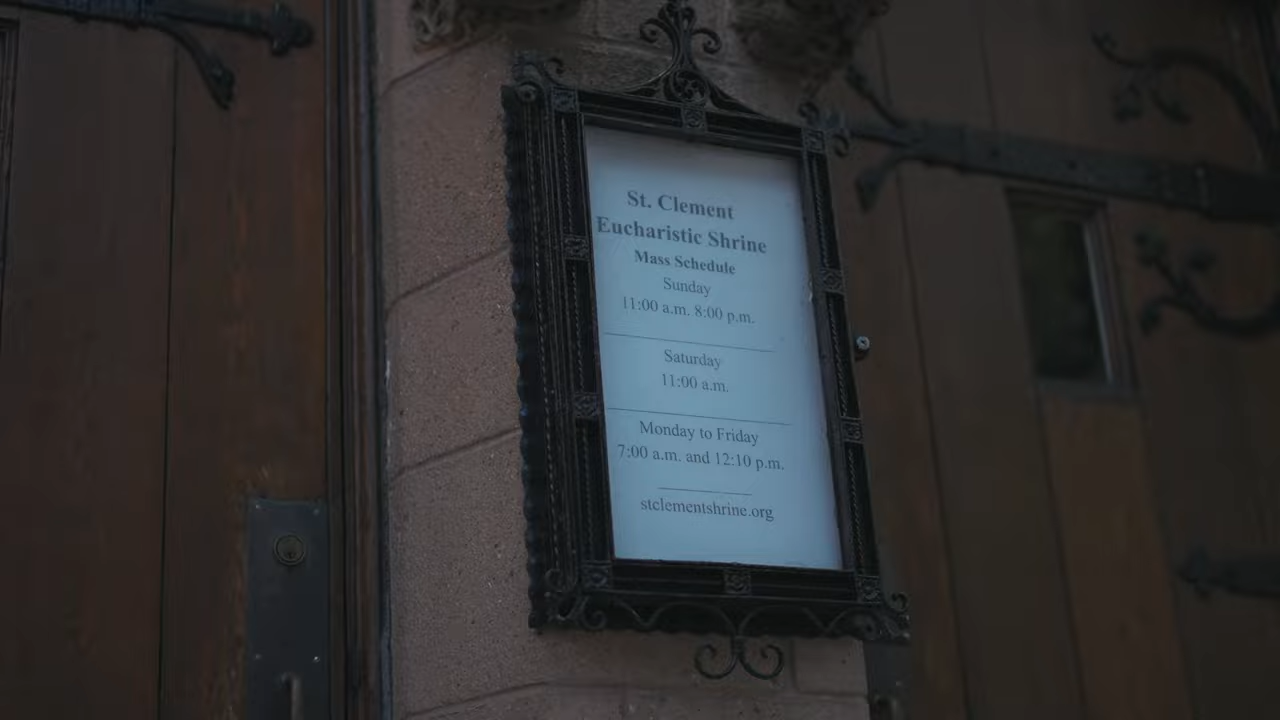 St. Clement
Eucharistic Shrine
Mass Schedule
Sunday
11:00 a.m. 8:00 p.m.
Saturday
11:00 a.m.
Monday to Friday
7:00 a.m. and 12:10 p.m.
stclementshrine.org